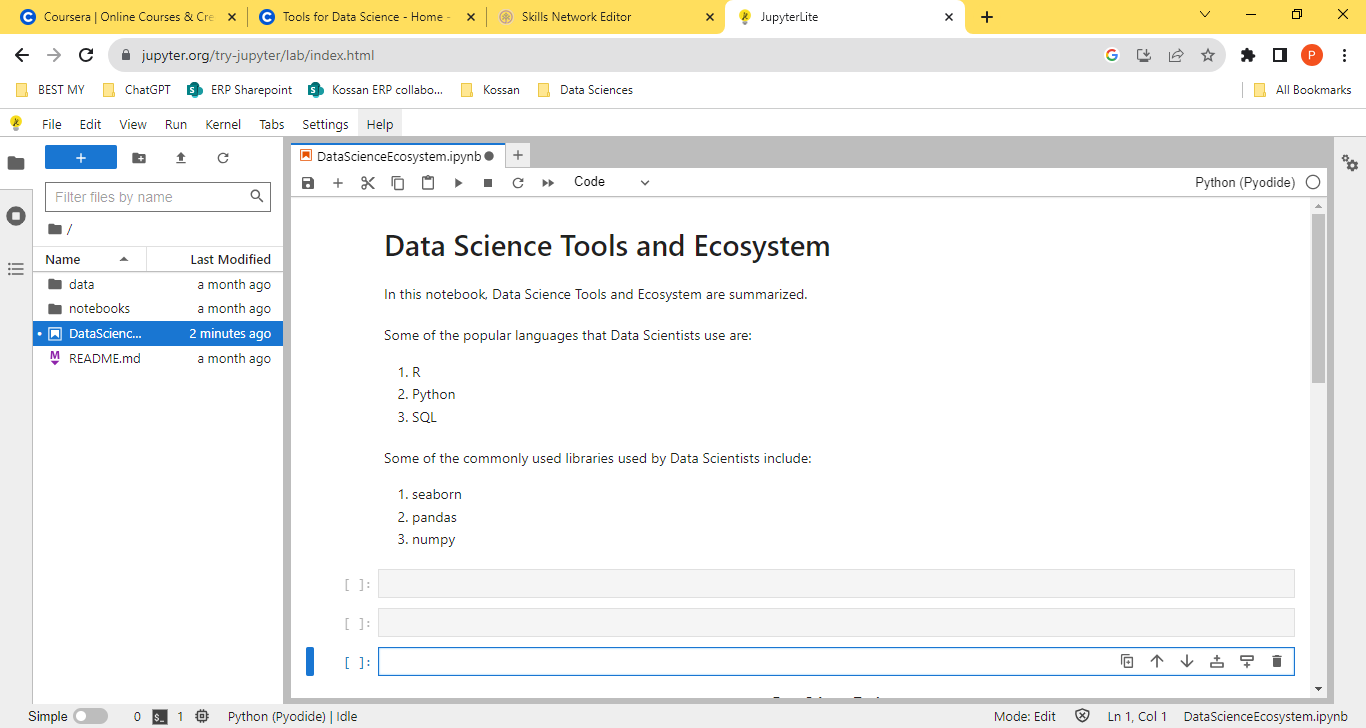 Coursera | Online Courses & Cre
Tools for Data Science - Home -
Skills Network Editor
JupyterLite
jupyter.org/try-jupyter/lab/index.html
P
BEST MY
ChatGPT
ERP Sharepoint
Kossan ERP collabo...
Kossan
Data Sciences
All Bookmarks
File Edit View Run Kernel Tabs Settings Help
DataScienceEcosystem.ipynb
Filter files by name
Code
Python (Pyodide)
/
Name Last Modified
data a month ago
notebooks a month ago
DataScienc... 2 minutes ago
README.md a month ago
Data Science Tools and Ecosystem
In this notebook, Data Science Tools and Ecosystem are summarized.
Some of the popular languages that Data Scientists use are:
1. R
2. Python
3. SQL
Some of the commonly used libraries used by Data Scientists include:
1. seaborn
2. pandas
3. numpy
[ ]:
[ ]:
[ ]:
Simple 0 1 Python (Pyodide) | Idle Mode: Edit Ln 1, Col 1 DataScienceEcosystem.ipynb